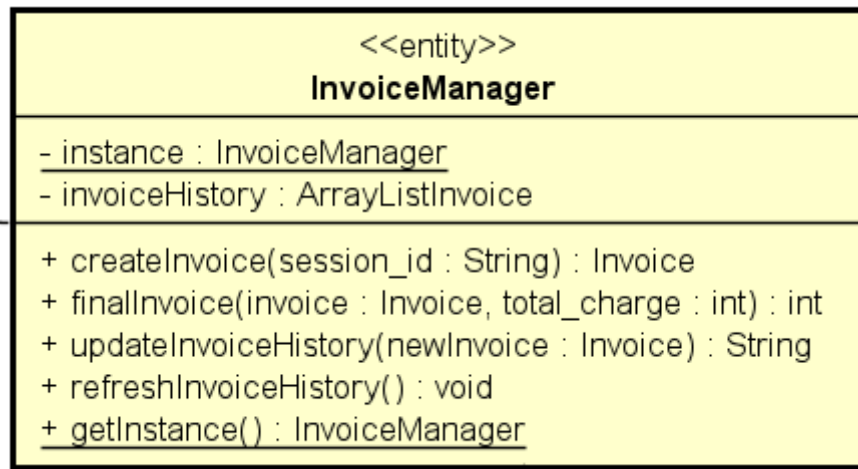 <<entity>>
InvoiceManager
- instance : InvoiceManager
- invoiceHistory : ArrayListInvoice
+ createInvoice(session_id : String) : Invoice
+ finalInvoice(invoice : Invoice, total_charge : int) : int
+ updateInvoiceHistory(newInvoice : Invoice) : String
+ refreshInvoiceHistory() : void
+ getInstance() : InvoiceManager